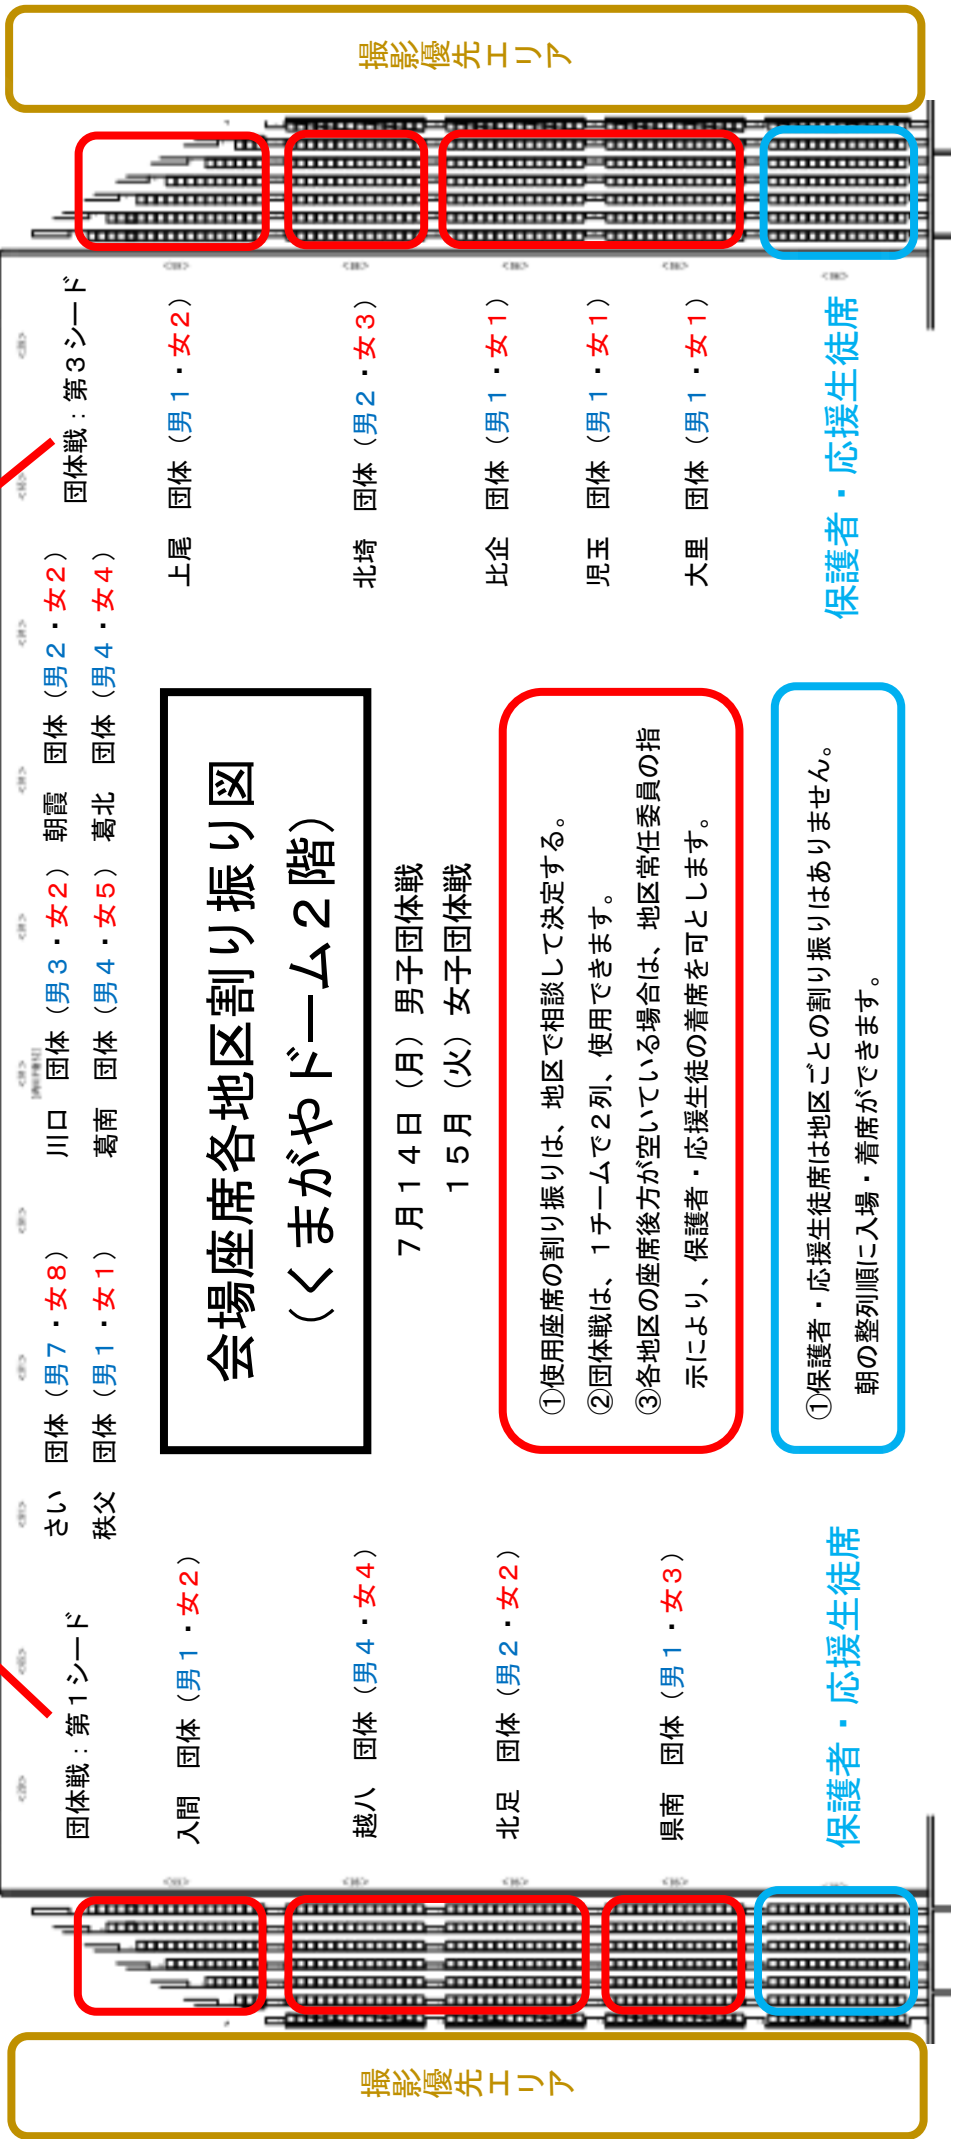 会場座席各地区割り振り図
（くまがやドーム２階）
７月１４日（月）男子団体戦
１５月（火）女子団体戦
団体戦：第１シード
さい　団体（男７・女８）
秩父　団体（男１・女１）
川口　団体（男３・女２）
葛南　団体（男４・女５）
朝霞　団体（男２・女２）
葛北　団体（男４・女４）
団体戦：第３シード
入間　団体（男１・女２）
越八　団体（男４・女４）
北足　団体（男２・女２）
県南　団体（男１・女３）
上尾　団体（男１・女２）
北埼　団体（男２・女３）
比企　団体（男１・女１）
児玉　団体（男１・女１）
大里　団体（男１・女１）
①使用座席の割り振りは、地区で相談して決定する。
②団体戦は、１チームで２列、使用できます。
③各地区の座席後方が空いている場合は、地区常任委員の指
示により、保護者・応援生徒の着席を可とします。
①保護者・応援生徒席は地区ごとの割り振りはありません。
朝の整列順に入場・着席ができます。
保護者・応援生徒席
保護者・応援生徒席
撮影優先エリア
撮影優先エリア